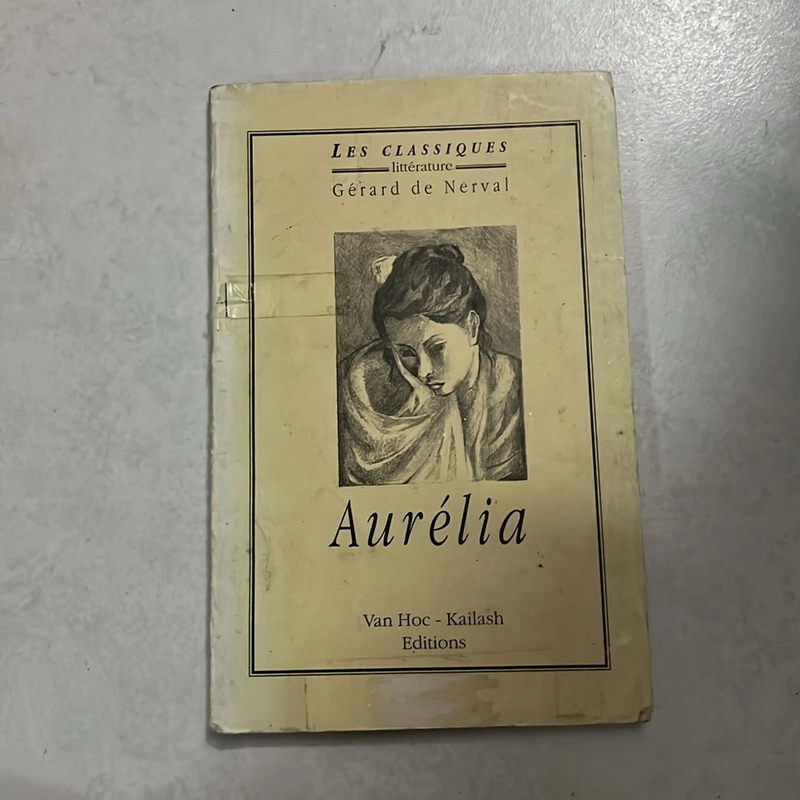 LES CLASSIQUES
littérature
Gérard de Nerval
Aurélia
Van Hoc - Kailash
Editions